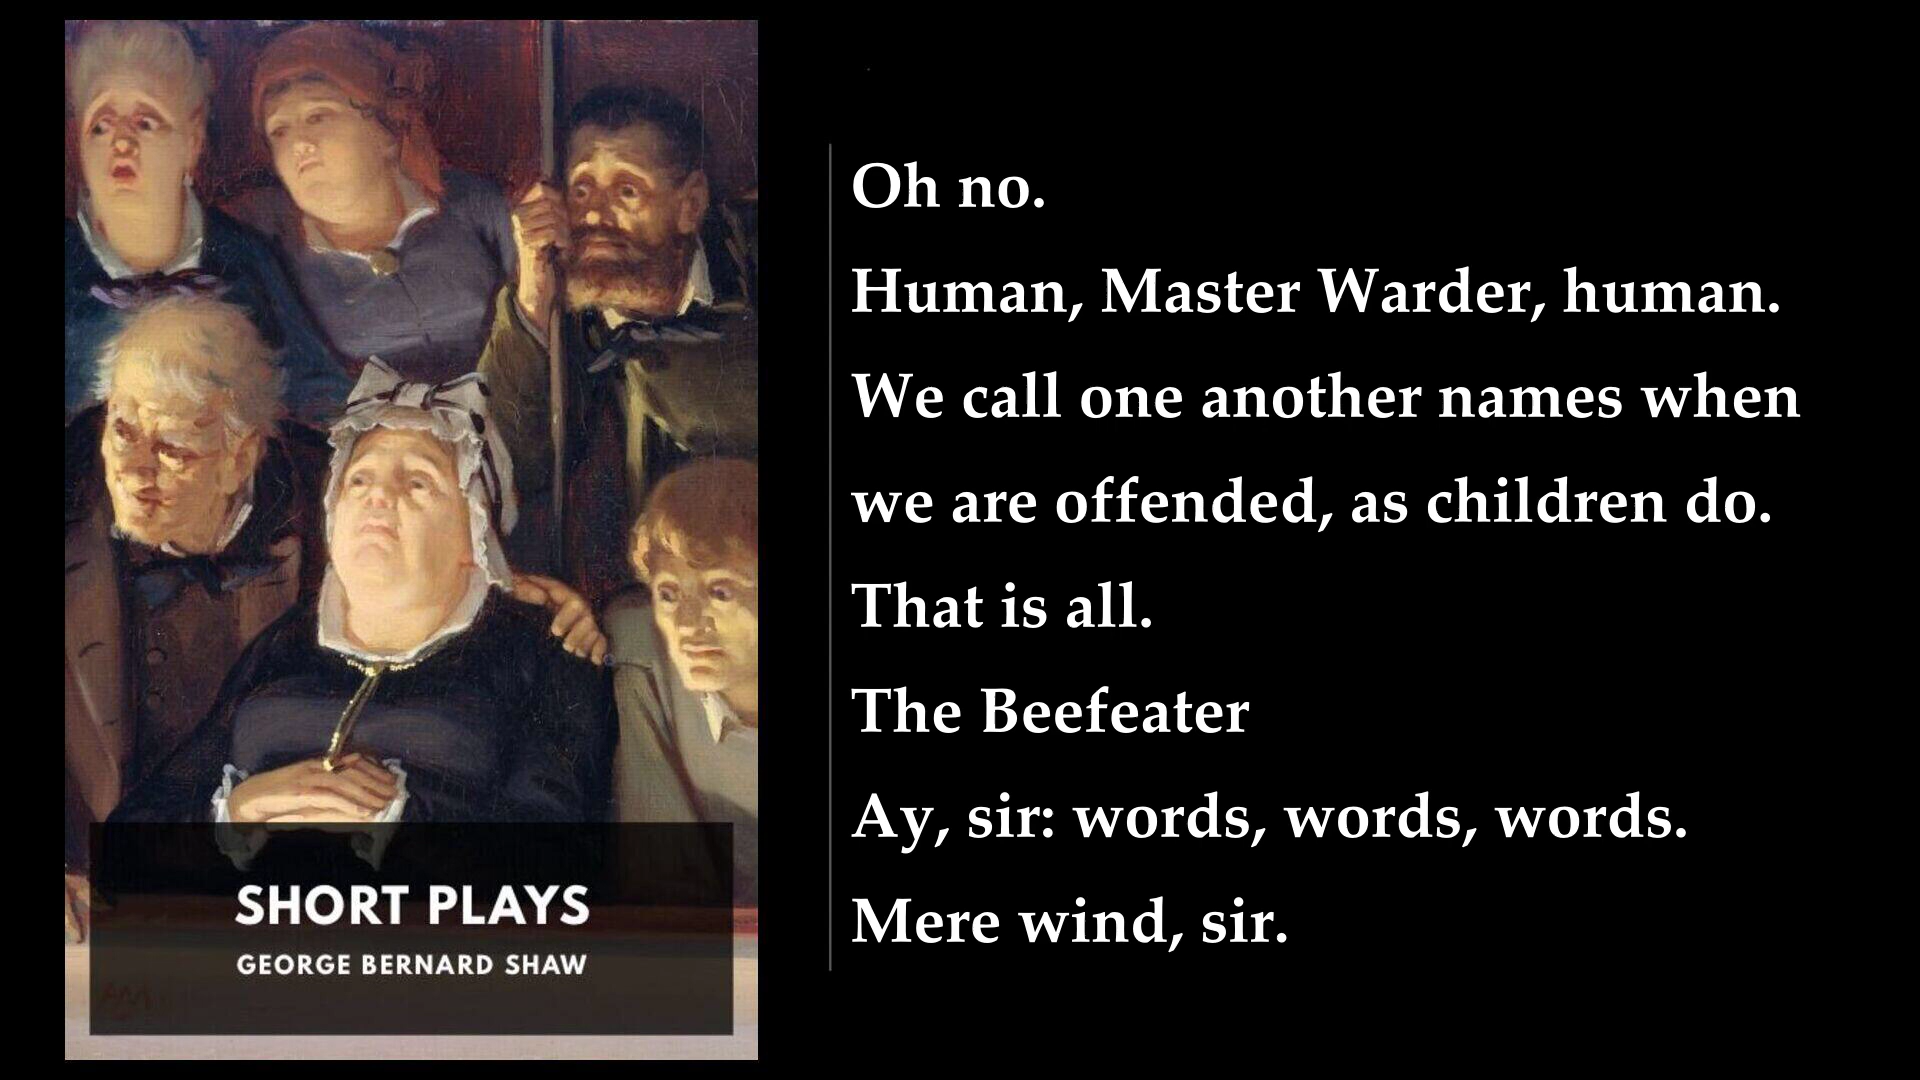 Oh no.
Human, Master Warder, human.
We call one another names when
we are offended, as children do.
That is all.
The Beefeater
Ay, sir: words, words, words.
Mere wind, sir.
SHORT PLAYS
GEORGE BERNARD SHAW